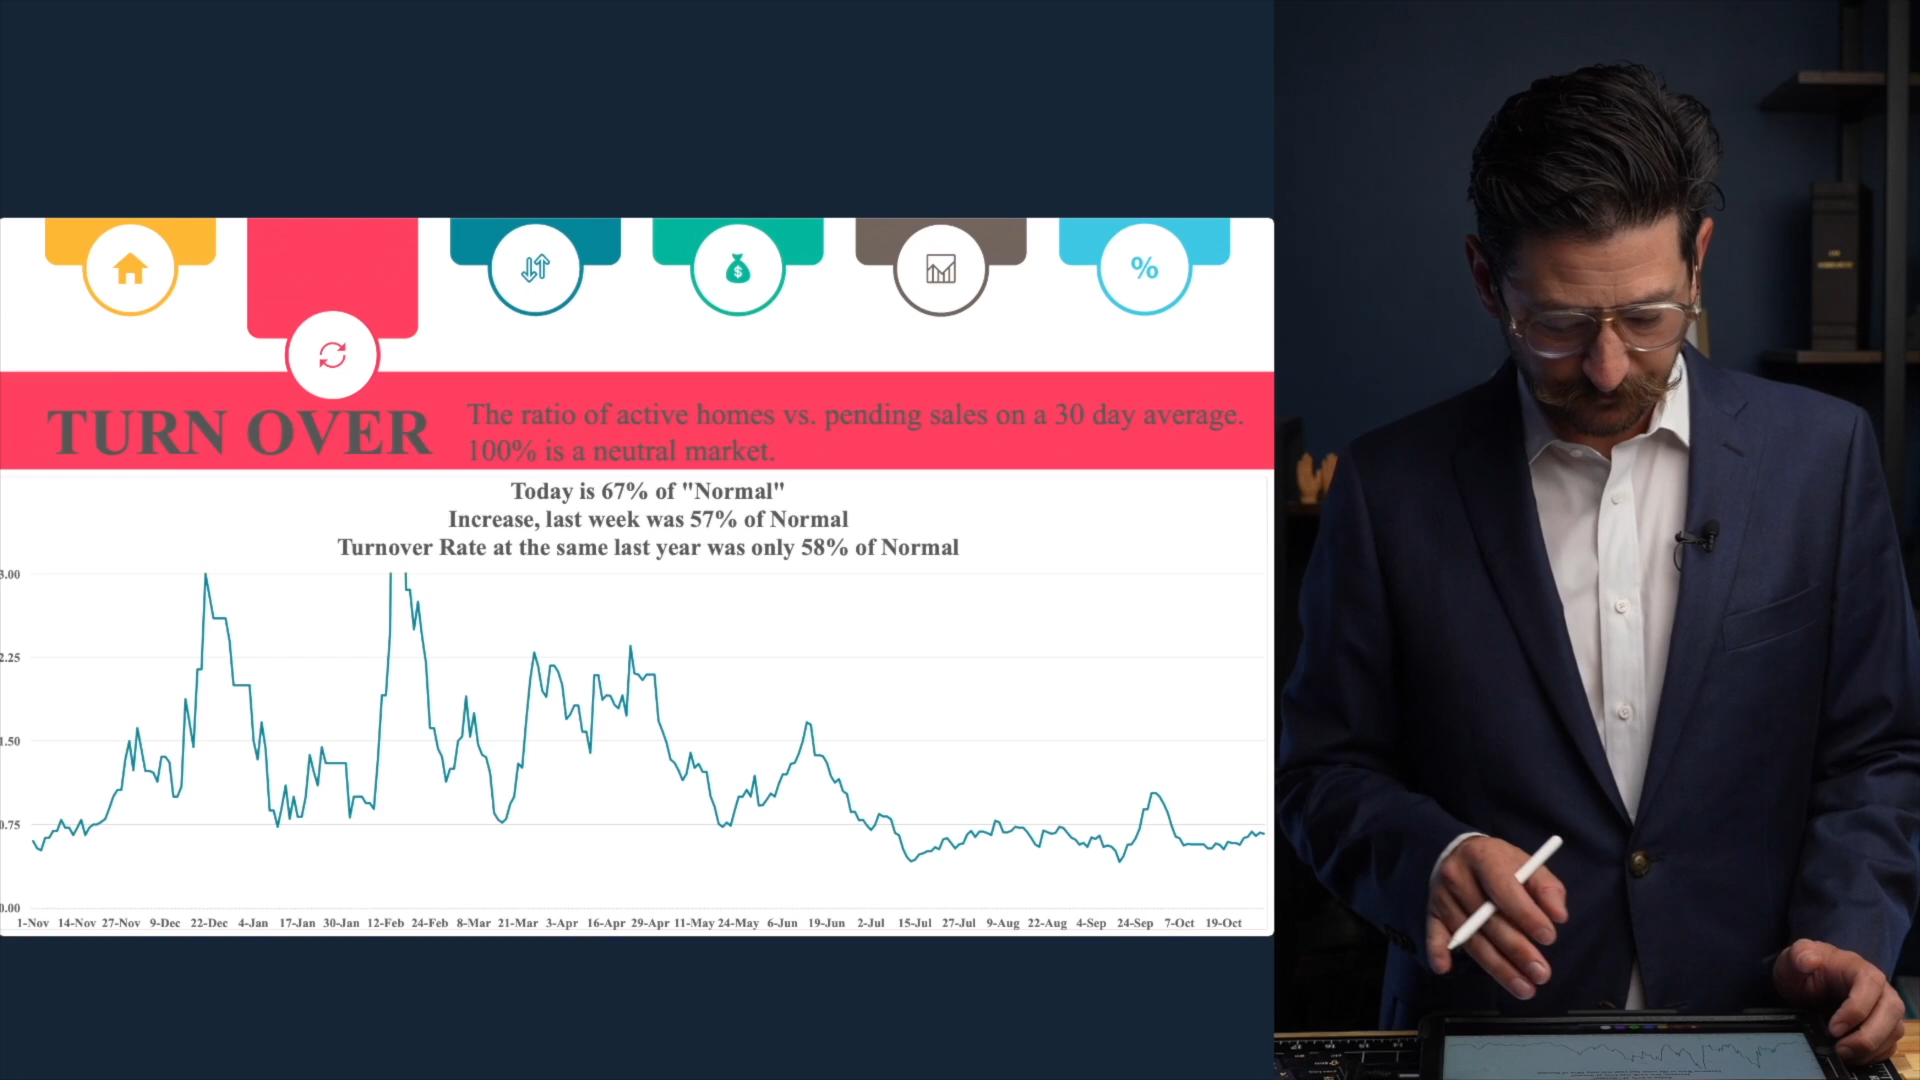 %
TURN OVER
The ratio of active homes vs. pending sales on a 30 day average.
100% is a neutral market.
Today is 67% of "Normal"
Increase, last week was 57% of Normal
Turnover Rate at the same last year was only 58% of Normal
3.00
2.25
1.50
0.75
0.00
1-Nov 14-Nov 27-Nov 9-Dec 22-Dec 4-Jan 17-Jan 30-Jan 12-Feb 24-Feb 8-Mar 21-Mar 3-Apr 16-Apr 29-Apr 11-May 24-May 6-Jun 19-Jun 2-Jul 15-Jul 27-Jul 9-Aug 22-Aug 4-Sep 24-Sep 7-Oct 19-Oct